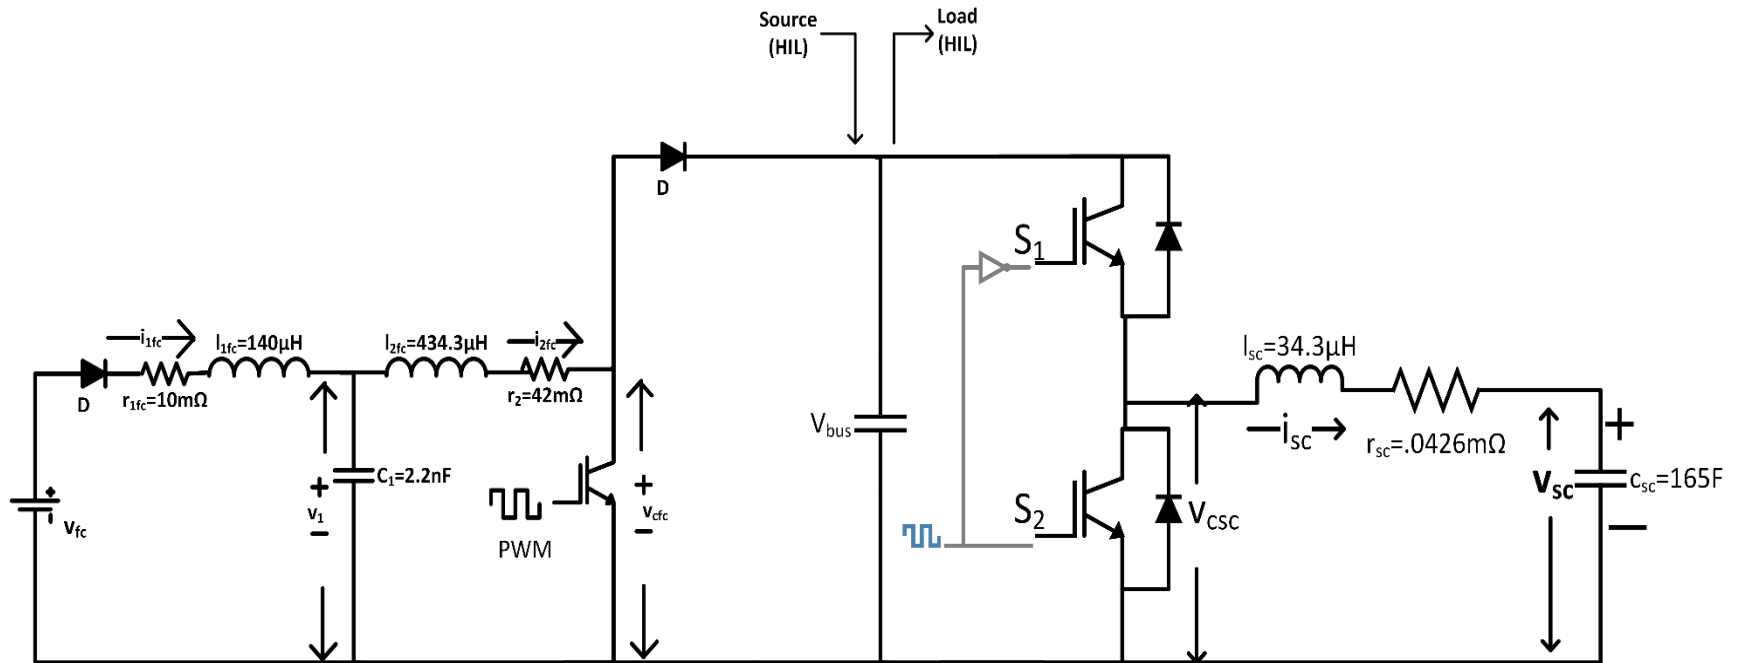 Source
(HIL)
Load
(HIL)
D
i1fc
l1fc=140µH
l2fc=434.3µH
i2fc
D
r1fc=10mΩ
r2=42mΩ
Vbus
S1
lsc=34.3µH
isc
rsc=.0426mΩ
+
C1=2.2nF
+
v1
−
+
vcfc
−
PWM
+
vfc
S2
Vcsc
Vsc
csc=165F
−